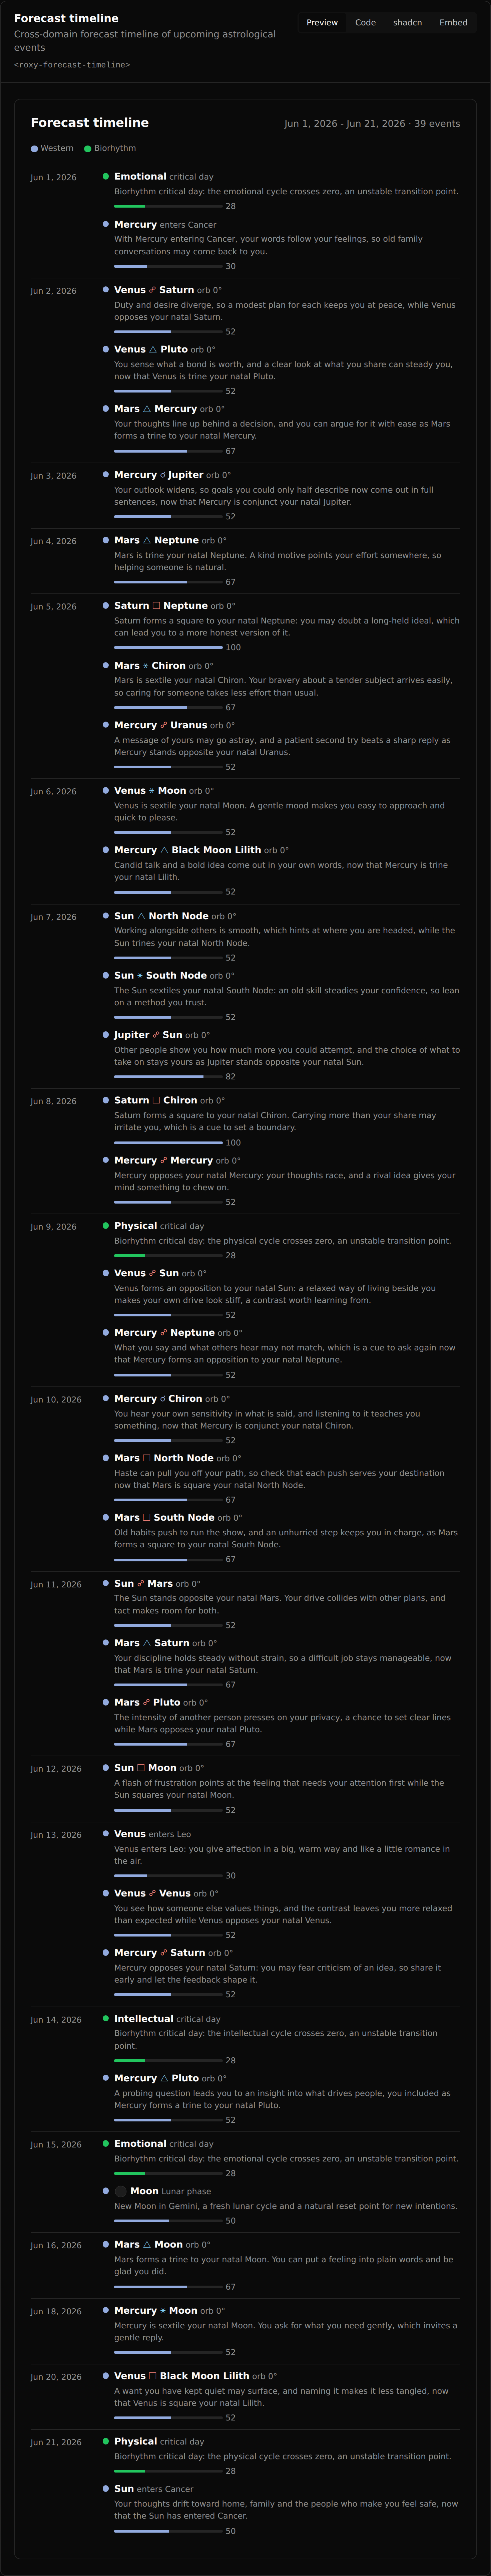 Forecast timeline
Cross-domain forecast timeline of upcoming astrological
events
<roxy-forecast-timeline>
Preview Code shadcn Embed
Forecast timeline
Jun 1, 2026 - Jun 21, 2026 · 39 events
Western Biorhythm
Jun 1, 2026
Emotional critical day
Biorhythm critical day: the emotional cycle crosses zero, an unstable transition point.
28
Mercury enters Cancer
With Mercury entering Cancer, your words follow your feelings, so old family
conversations may come back to you.
30
Jun 2, 2026
Venus ☍ Saturn orb 0°
Duty and desire diverge, so a modest plan for each keeps you at peace, while Venus
opposes your natal Saturn.
52
Venus △ Pluto orb 0°
You sense what a bond is worth, and a clear look at what you share can steady you,
now that Venus is trine your natal Pluto.
52
Mars △ Mercury orb 0°
Your thoughts line up behind a decision, and you can argue for it with ease as Mars
forms a trine to your natal Mercury.
67
Jun 3, 2026
Mercury ☌ Jupiter orb 0°
Your outlook widens, so goals you could only half describe now come out in full
sentences, now that Mercury is conjunct your natal Jupiter.
52
Jun 4, 2026
Mars △ Neptune orb 0°
Mars is trine your natal Neptune. A kind motive points your effort somewhere, so
helping someone is natural.
67
Jun 5, 2026
Saturn □ Neptune orb 0°
Saturn forms a square to your natal Neptune: you may doubt a long-held ideal, which
can lead you to a more honest version of it.
100
Mars ⚹ Chiron orb 0°
Mars is sextile your natal Chiron. Your bravery about a tender subject arrives easily,
so caring for someone takes less effort than usual.
67
Mercury ☍ Uranus orb 0°
A message of yours may go astray, and a patient second try beats a sharp reply as
Mercury stands opposite your natal Uranus.
52
Jun 6, 2026
Venus ⚹ Moon orb 0°
Venus is sextile your natal Moon. A gentle mood makes you easy to approach and
quick to please.
52
Mercury △ Black Moon Lilith orb 0°
Candid talk and a bold idea come out in your own words, now that Mercury is trine
your natal Lilith.
52
Jun 7, 2026
Sun △ North Node orb 0°
Working alongside others is smooth, which hints at where you are headed, while the
Sun trines your natal North Node.
52
Sun ⚹ South Node orb 0°
The Sun sextiles your natal South Node: an old skill steadies your confidence, so lean
on a method you trust.
52
Jupiter ☍ Sun orb 0°
Other people show you how much more you could attempt, and the choice of what to
take on stays yours as Jupiter stands opposite your natal Sun.
82
Jun 8, 2026
Saturn □ Chiron orb 0°
Saturn forms a square to your natal Chiron. Carrying more than your share may
irritate you, which is a cue to set a boundary.
100
Mercury ☍ Mercury orb 0°
Mercury opposes your natal Mercury: your thoughts race, and a rival idea gives your
mind something to chew on.
52
Jun 9, 2026
Physical critical day
Biorhythm critical day: the physical cycle crosses zero, an unstable transition point.
28
Venus ☍ Sun orb 0°
Venus forms an opposition to your natal Sun: a relaxed way of living beside you
makes your own drive look stiff, a contrast worth learning from.
52
Mercury ☍ Neptune orb 0°
What you say and what others hear may not match, which is a cue to ask again now
that Mercury forms an opposition to your natal Neptune.
52
Jun 10, 2026
Mercury ☌ Chiron orb 0°
You hear your own sensitivity in what is said, and listening to it teaches you
something, now that Mercury is conjunct your natal Chiron.
52
Mars □ North Node orb 0°
Haste can pull you off your path, so check that each push serves your destination
now that Mars is square your natal North Node.
67
Mars □ South Node orb 0°
Old habits push to run the show, and an unhurried step keeps you in charge, as Mars
forms a square to your natal South Node.
67
Jun 11, 2026
Sun ☍ Mars orb 0°
The Sun stands opposite your natal Mars. Your drive collides with other plans, and
tact makes room for both.
52
Mars △ Saturn orb 0°
Your discipline holds steady without strain, so a difficult job stays manageable, now
that Mars is trine your natal Saturn.
67
Mars ☍ Pluto orb 0°
The intensity of another person presses on your privacy, a chance to set clear lines
while Mars opposes your natal Pluto.
67
Jun 12, 2026
Sun □ Moon orb 0°
A flash of frustration points at the feeling that needs your attention first while the
Sun squares your natal Moon.
52
Jun 13, 2026
Venus enters Leo
Venus enters Leo: you give affection in a big, warm way and like a little romance in
the air.
30
Venus ☍ Venus orb 0°
You see how someone else values things, and the contrast leaves you more relaxed
than expected while Venus opposes your natal Venus.
52
Mercury ☍ Saturn orb 0°
Mercury opposes your natal Saturn: you may fear criticism of an idea, so share it
early and let the feedback shape it.
52
Jun 14, 2026
Intellectual critical day
Biorhythm critical day: the intellectual cycle crosses zero, an unstable transition
point.
28
Mercury △ Pluto orb 0°
A probing question leads you to an insight into what drives people, you included as
Mercury forms a trine to your natal Pluto.
52
Jun 15, 2026
Emotional critical day
Biorhythm critical day: the emotional cycle crosses zero, an unstable transition point.
28
Moon Lunar phase
New Moon in Gemini, a fresh lunar cycle and a natural reset point for new intentions.
50
Jun 16, 2026
Mars △ Moon orb 0°
Mars forms a trine to your natal Moon. You can put a feeling into plain words and be
glad you did.
67
Jun 18, 2026
Mercury ⚹ Moon orb 0°
Mercury is sextile your natal Moon. You ask for what you need gently, which invites a
gentle reply.
52
Jun 20, 2026
Venus □ Black Moon Lilith orb 0°
A want you have kept quiet may surface, and naming it makes it less tangled, now
that Venus is square your natal Lilith.
52
Jun 21, 2026
Physical critical day
Biorhythm critical day: the physical cycle crosses zero, an unstable transition point.
28
Sun enters Cancer
Your thoughts drift toward home, family and the people who make you feel safe, now
that the Sun has entered Cancer.
50